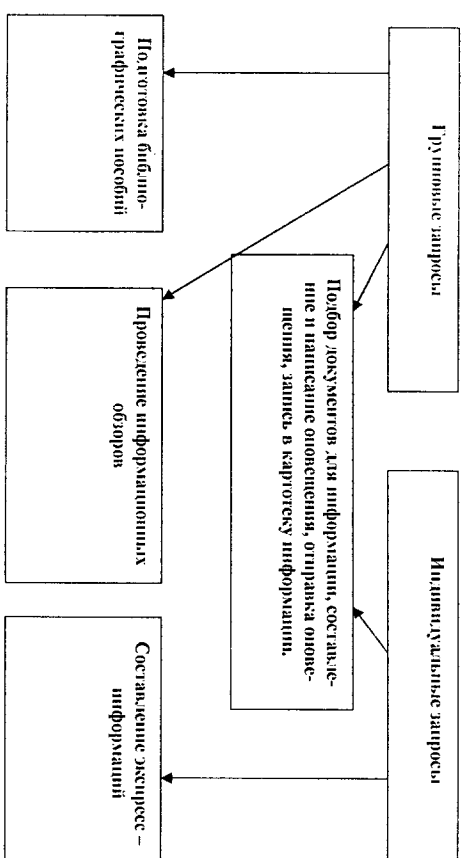 Групповые запросы
Индивидуальные запросы
Подбор документов для информации, составле-
ние и написание оповещения, отправка опове-
щения, запись в картотеку информации.
Подготовка библио-
графических пособий
Проведение информационных
обзоров
Составление экспресс –
информаций